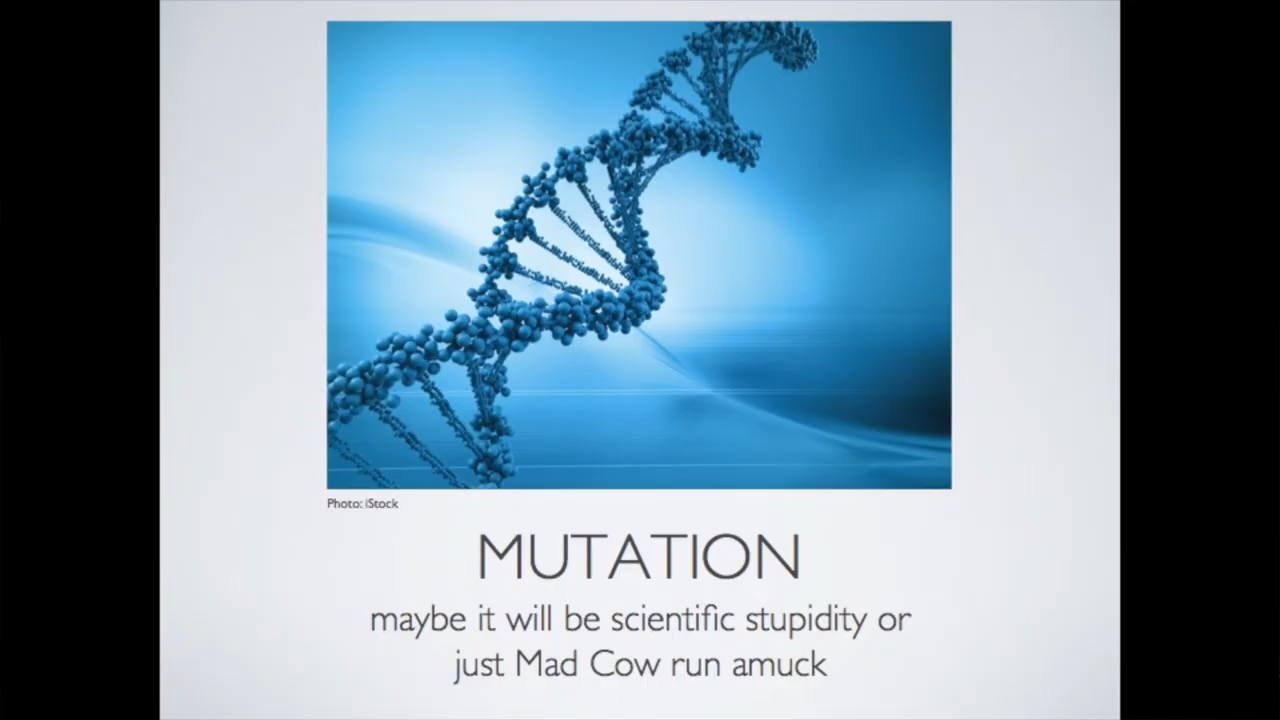 Photo: iStock
MUTATION
maybe it will be scientific stupidity or
just Mad Cow run amuck